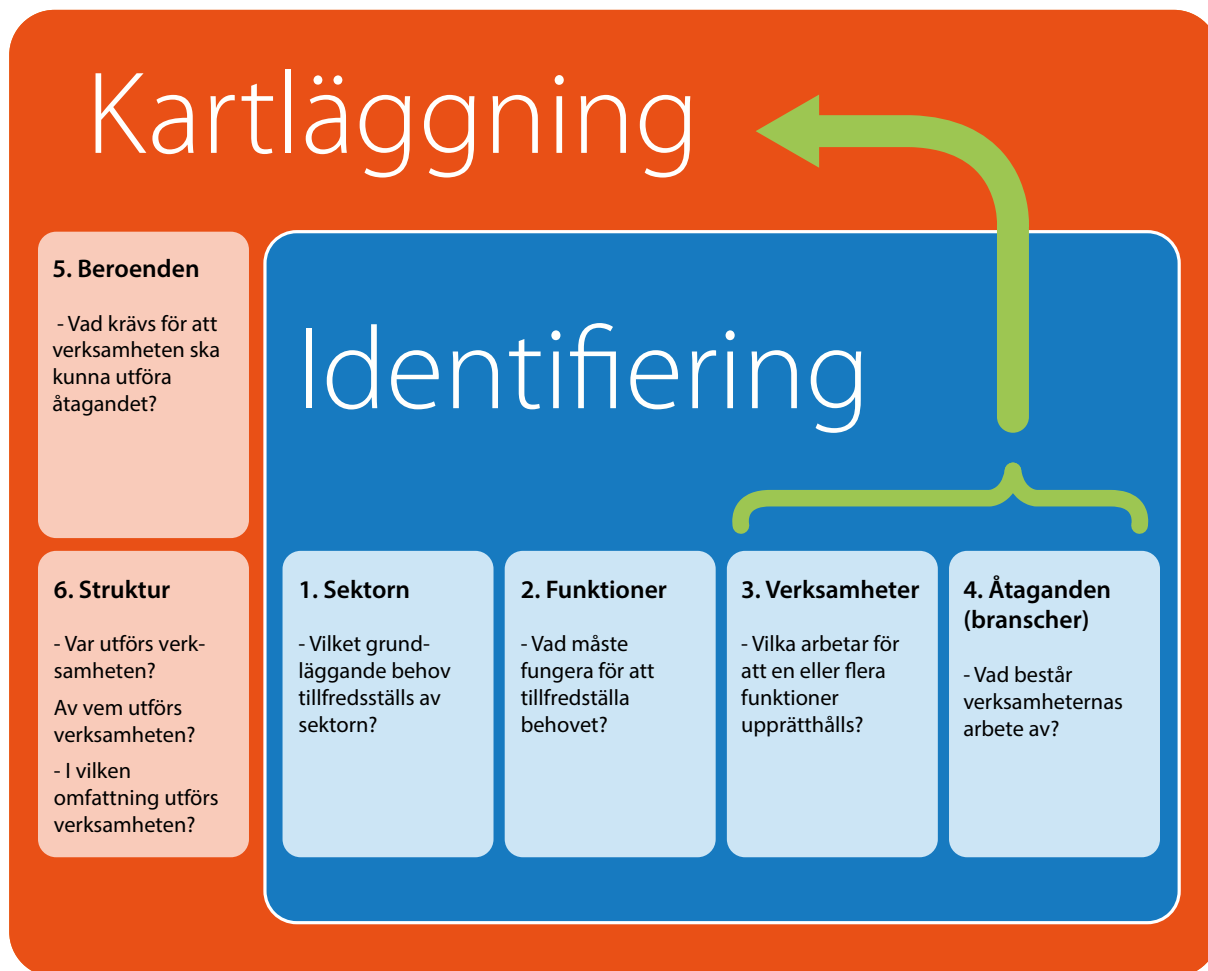 Kartläggning
5. Beroenden
- Vad krävs för att
verksamheten ska
kunna utföra
åtagandet?
Identifiering
6. Struktur
- Var utförs verk-
samheten?
Av vem utförs
verksamheten?
- I vilken
omfattning utförs
verksamheten?
1. Sektorn
- Vilket grund-
läggande behov
tillfredsställs av
sektorn?
2. Funktioner
- Vad måste
fungera för att
tillfredställa
behovet?
3. Verksamheter
- Vilka arbetar för
att en eller flera
funktioner
upprätthålls?
4. Åtaganden
(branscher)
- Vad består
verksamheternas
arbete av?